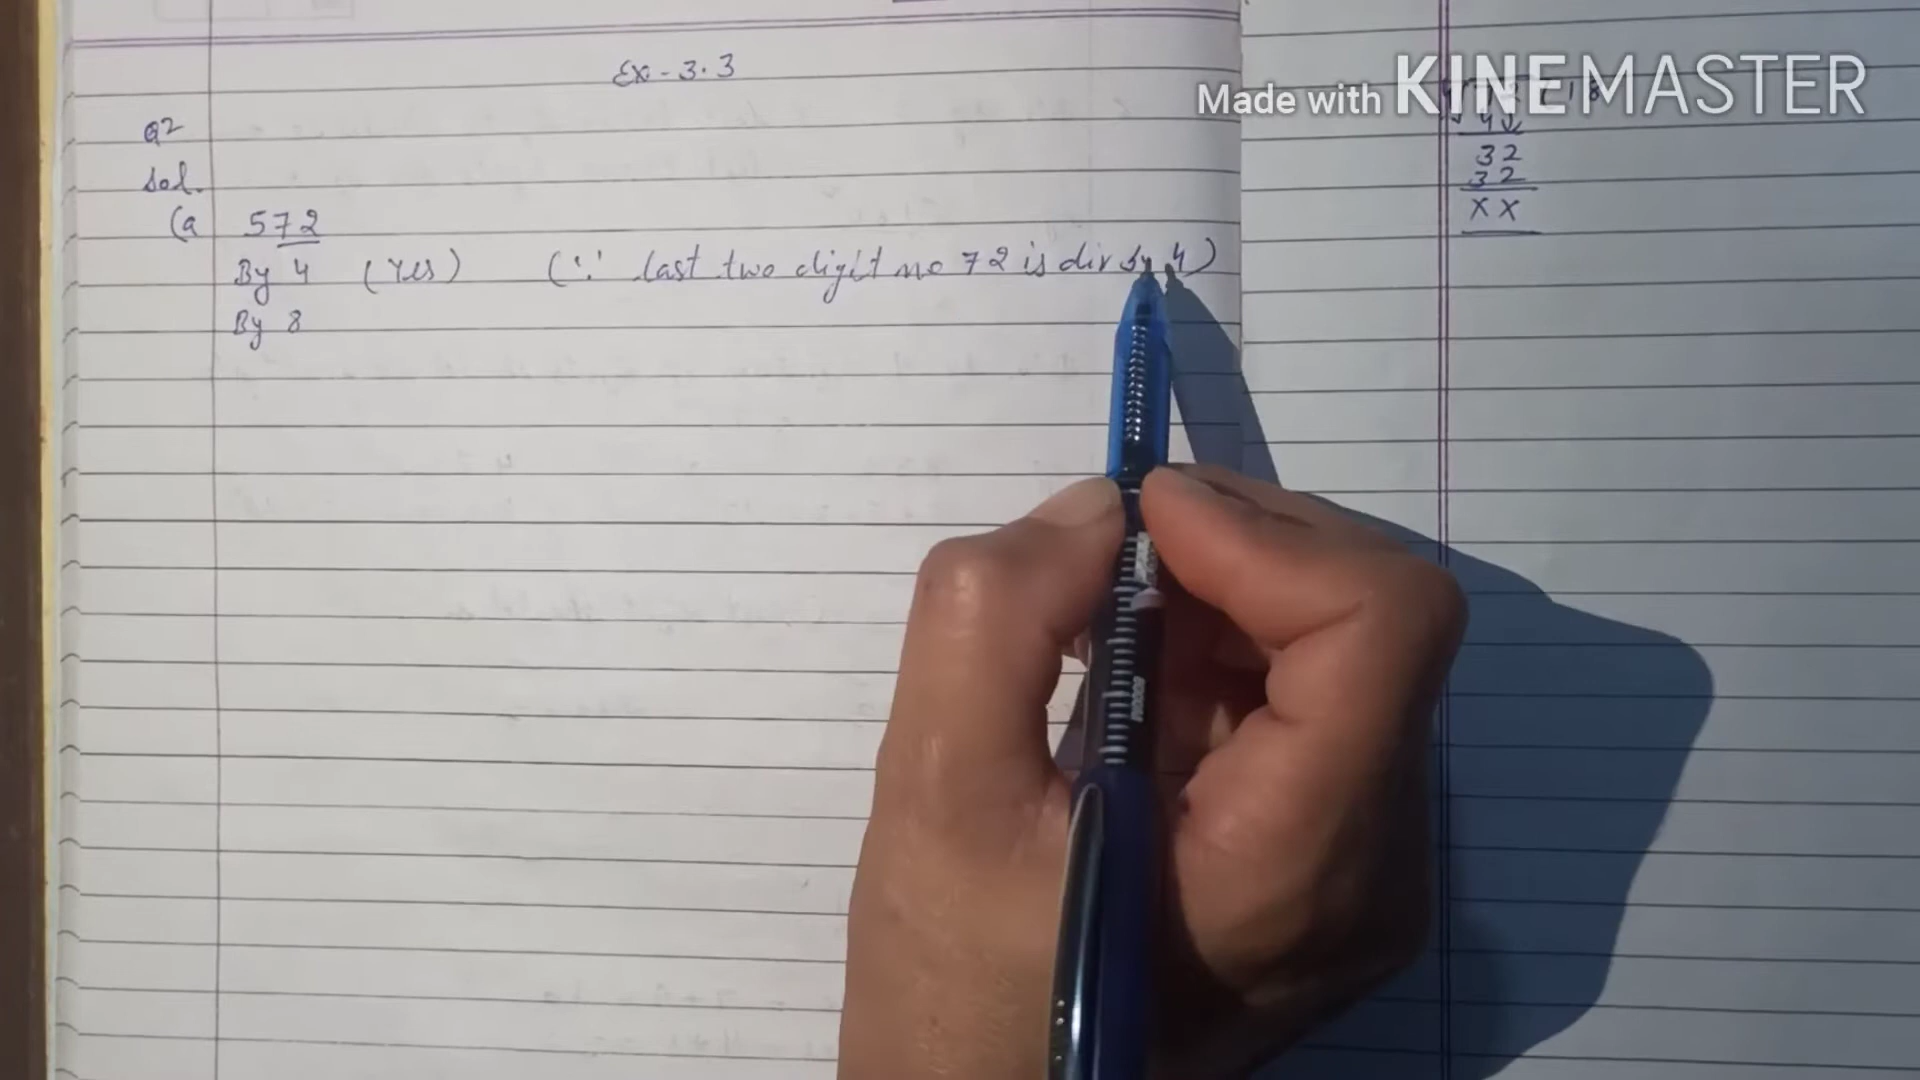 Ex - 3.3
Made with KINEMASTER
Q2
Sol.
(a 572
By 4 (Yes) (∵ last two digit no 72 is div by 4)
By 8
32
32
X X